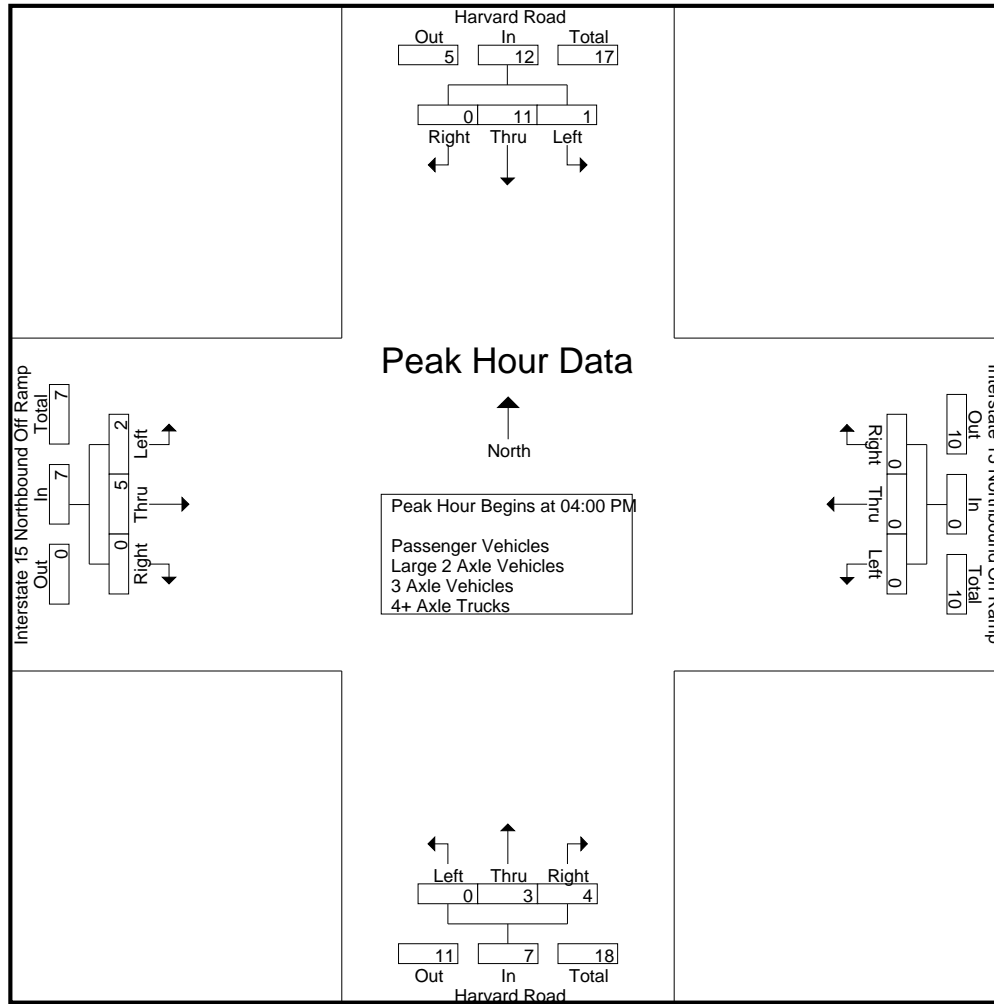 Harvard Road
Out In Total
5 12 17
0 11 1
Right Thru Left
Peak Hour Data
North
Peak Hour Begins at 04:00 PM
Passenger Vehicles
Large 2 Axle Vehicles
3 Axle Vehicles
4+ Axle Trucks
Interstate 15 Northbound Off Ramp
Out In Total
0 7 7
2 5 0
Left Thru Right
Interstate 15 Northbound
Out In Total
10 0 10
0 0 0
Right Thru Left
Left Thru Right
0 3 4
11 7 18
Out In Total
Harvard Road